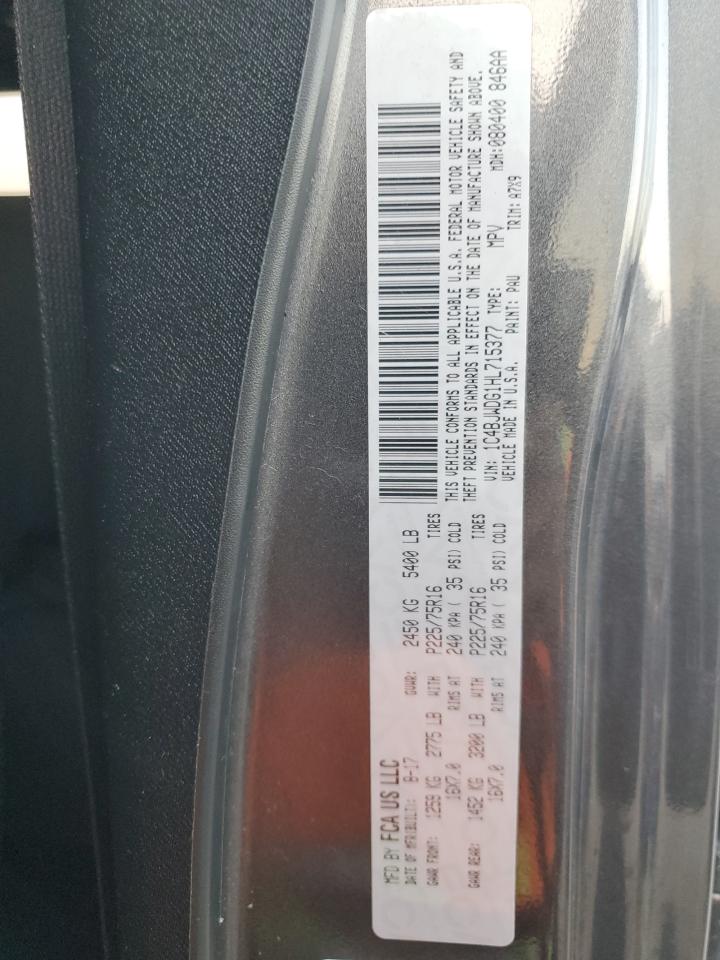 MFD BY FCA US LLC
DATE OF MFR(BUILT): 8-17 GVWR: 2450 KG 5400 LB
GAWR FRONT: 1259 KG 2775 LB WITH P225/75R16 TIRES
16X7.0 RIMS AT 240 KPA ( 35 PSI) COLD
GAWR REAR: 1452 KG 3200 LB WITH P225/75R16 TIRES
16X7.0 RIMS AT 240 KPA ( 35 PSI) COLD
THIS VEHICLE CONFORMS TO ALL APPLICABLE U.S.A. FEDERAL MOTOR VEHICLE SAFETY AND
THEFT PREVENTION STANDARDS IN EFFECT ON THE DATE OF MANUFACTURE SHOWN ABOVE.
VIN: 1C4BJWDG1HL715377 TYPE: MPV MDH:080400 846AA
VEHICLE MADE IN U.S.A. PAINT: PAU TRIM: A7X9